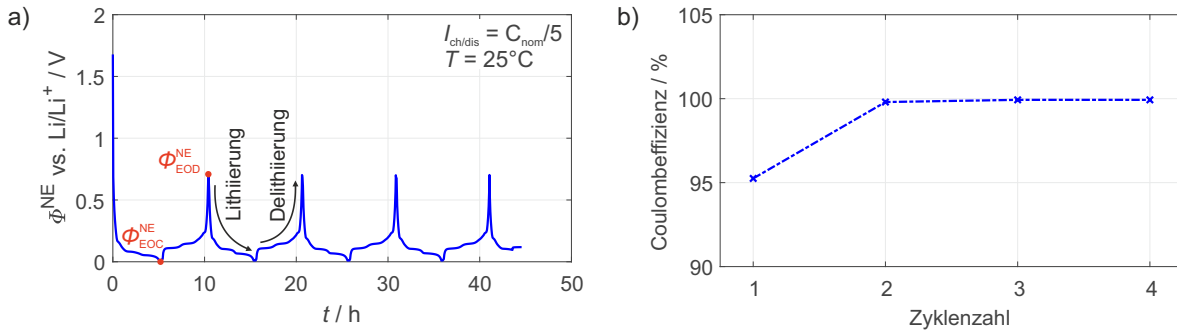 a)
2
1.5
1
0.5
0
Φ^NE vs. Li/Li⁺ / V
I_ch/dis = C_nom/5
T = 25°C
Φ^NE_EOD
Φ^NE_EOC
Lithiierung
Delithiierung
0 10 20 30 40 50
t / h
b)
105
100
95
90
Coulombeffizienz / %
1 2 3 4
Zyklenzahl